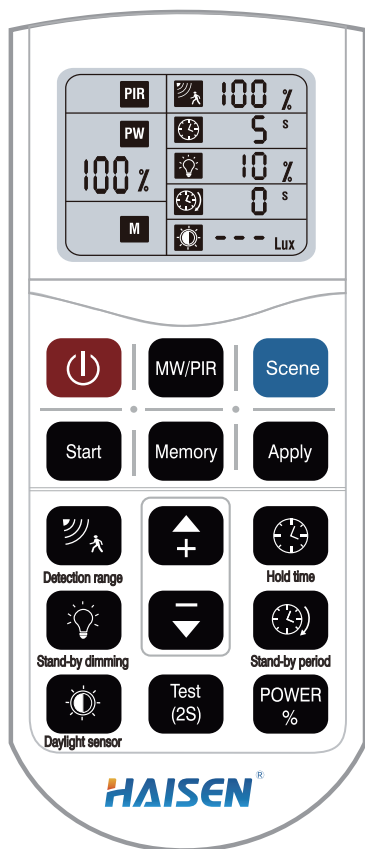 PIR
PW
100 %
M
100 %
5 s
10 %
0 s
--- Lux
MW/PIR
Scene
Start
Memory
Apply
Detection range
+
−
Hold time
Stand-by dimming
Stand-by period
Daylight sensor
Test
(2S)
POWER
%
HAISEN®